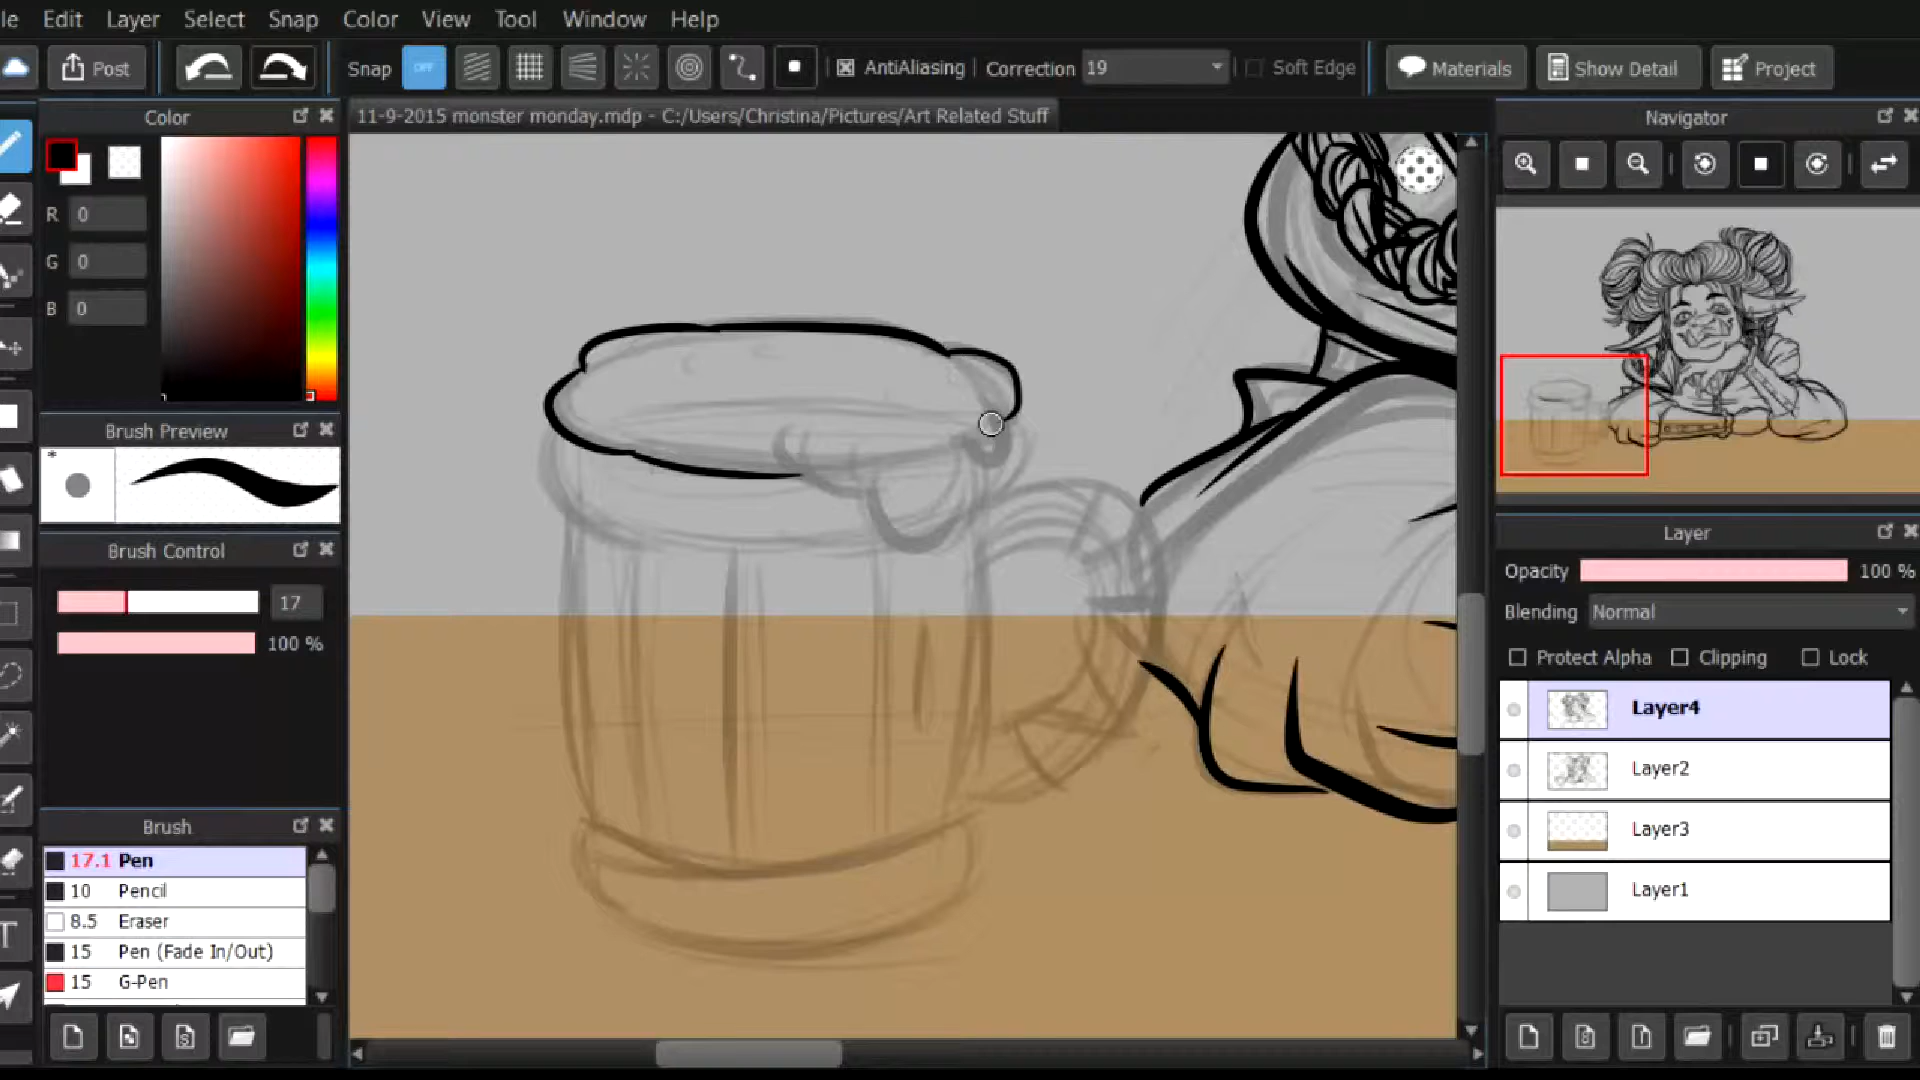 le Edit Layer Select Snap Color View Tool Window Help
Post Snap OFF AntiAliasing Correction 19 Soft Edge Materials Show Detail Project
Color
11-9-2015 monster monday.mdp - C:/Users/Christina/Pictures/Art Related Stuff
Navigator
R 0
G 0
B 0
Brush Preview
*
Brush Control
17
100 %
Brush
17.1 Pen
10 Pencil
8.5 Eraser
15 Pen (Fade In/Out)
15 G-Pen
Layer
Opacity 100 %
Blending Normal
Protect Alpha Clipping Lock
Layer4
Layer2
Layer3
Layer1